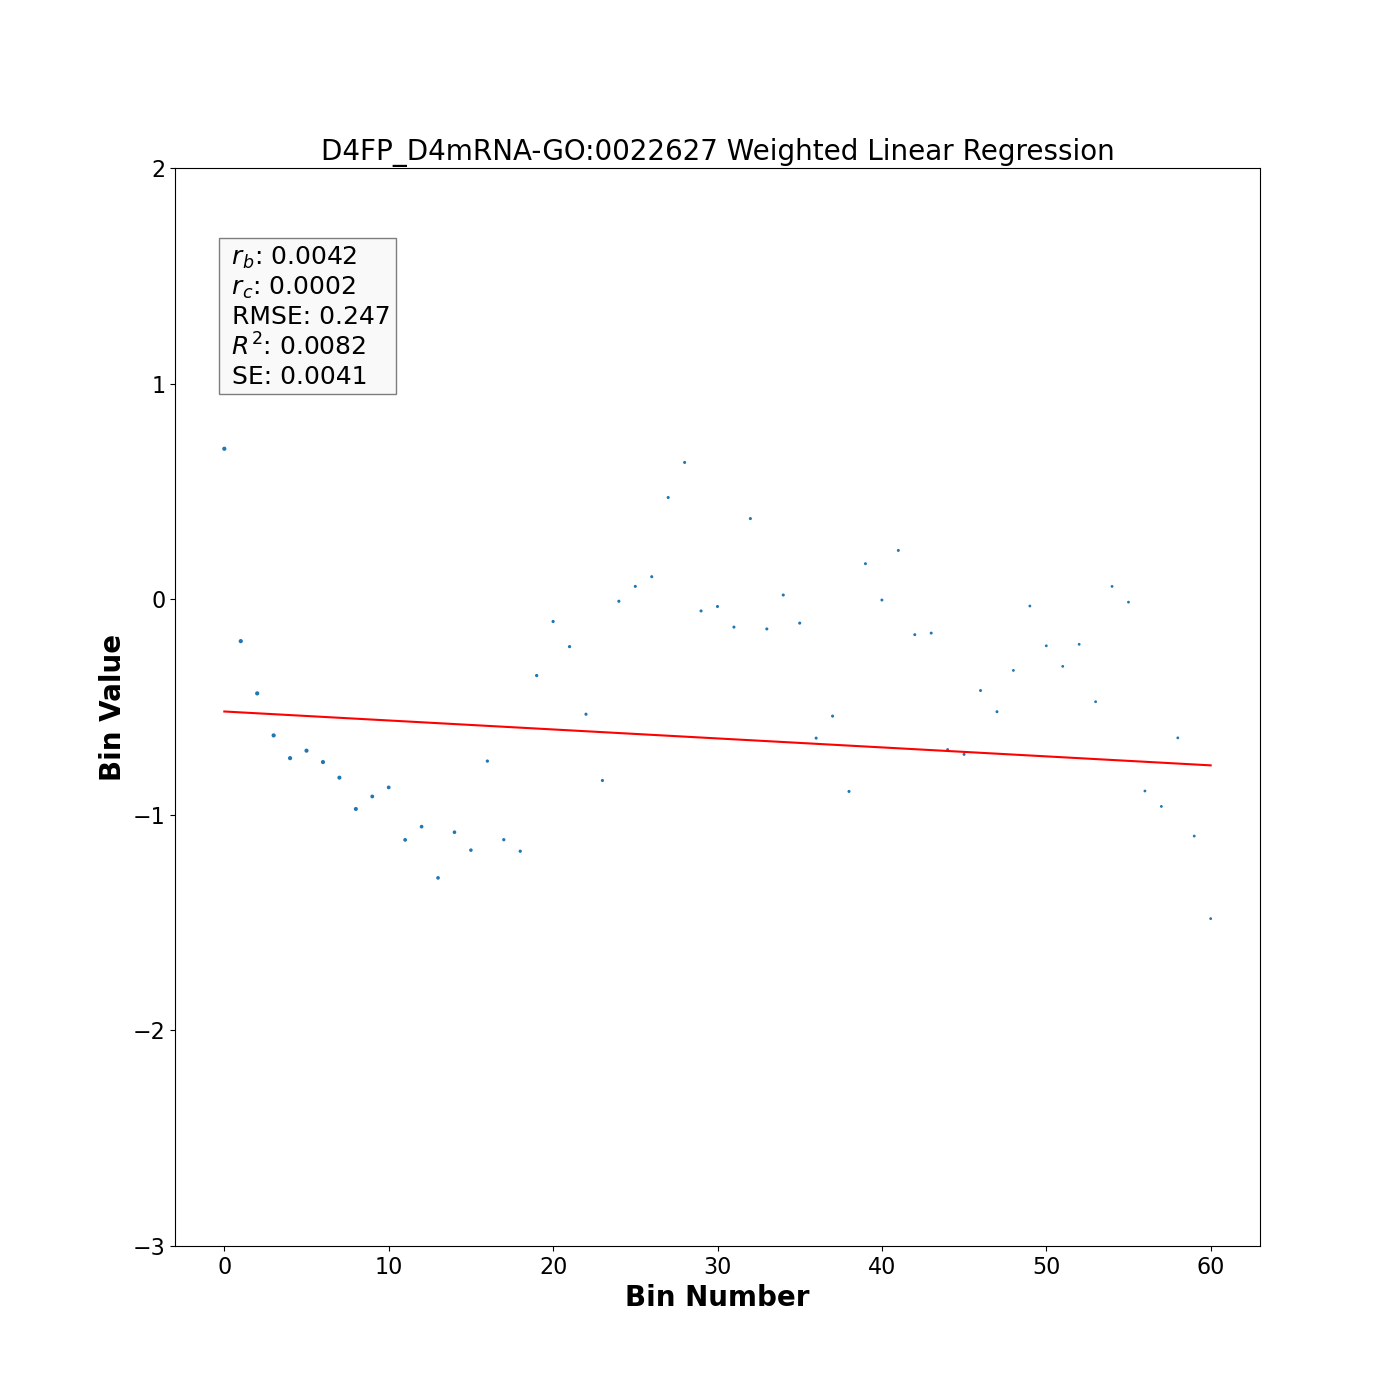 D4FP_D4mRNA-GO:0022627 Weighted Linear Regression
2
1
0
−1
−2
−3
Bin Value
r_b: 0.0042
r_c: 0.0002
RMSE: 0.247
R²: 0.0082
SE: 0.0041
0 10 20 30 40 50 60
Bin Number